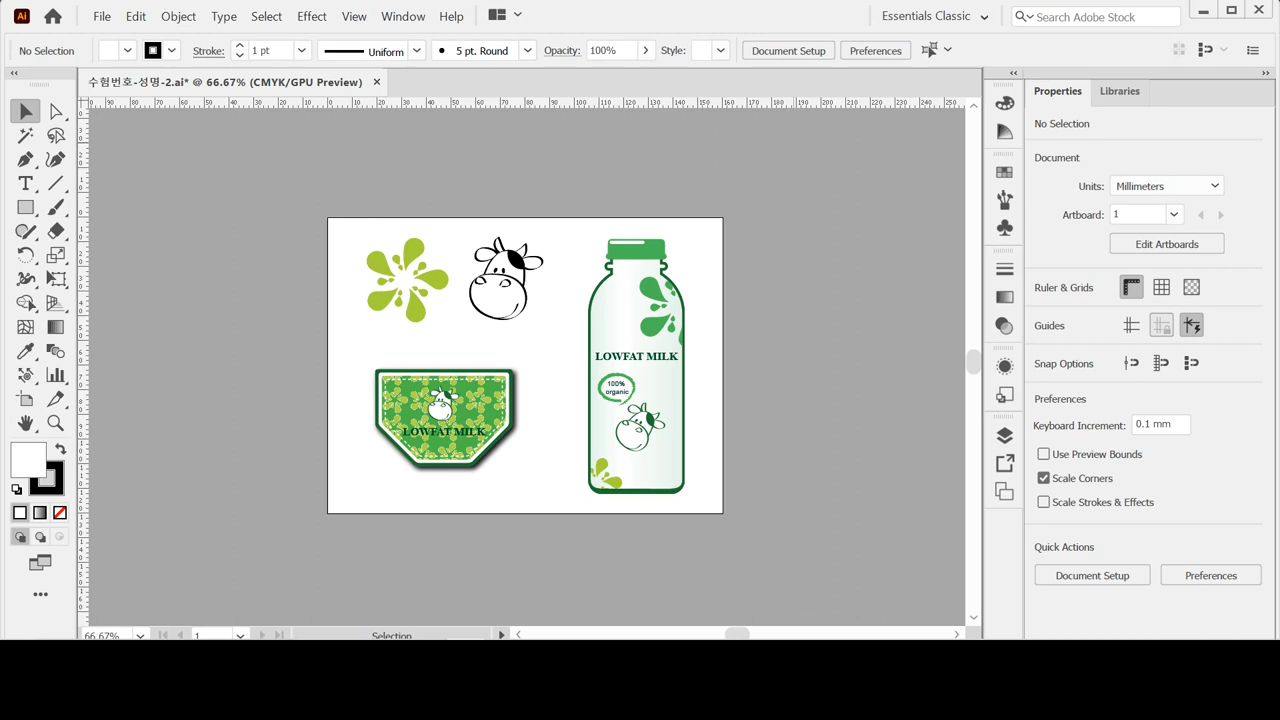 Ai File Edit Object Type Select Effect View Window Help Essentials Classic Search Adobe Stock
No Selection Stroke: 1 pt Uniform 5 pt. Round Opacity: 100% Style: Document Setup Preferences
수험번호-성명-2.ai* @ 66.67% (CMYK/GPU Preview)
Properties Libraries
No Selection
Document
Units: Millimeters
Artboard: 1
Edit Artboards
Ruler & Grids
Guides
Snap Options
Preferences
Keyboard Increment: 0.1 mm
Use Preview Bounds
Scale Corners
Scale Strokes & Effects
Quick Actions
Document Setup Preferences
LOWFAT MILK
100%
organic
LOWFAT MILK
66.67% 1 Selection